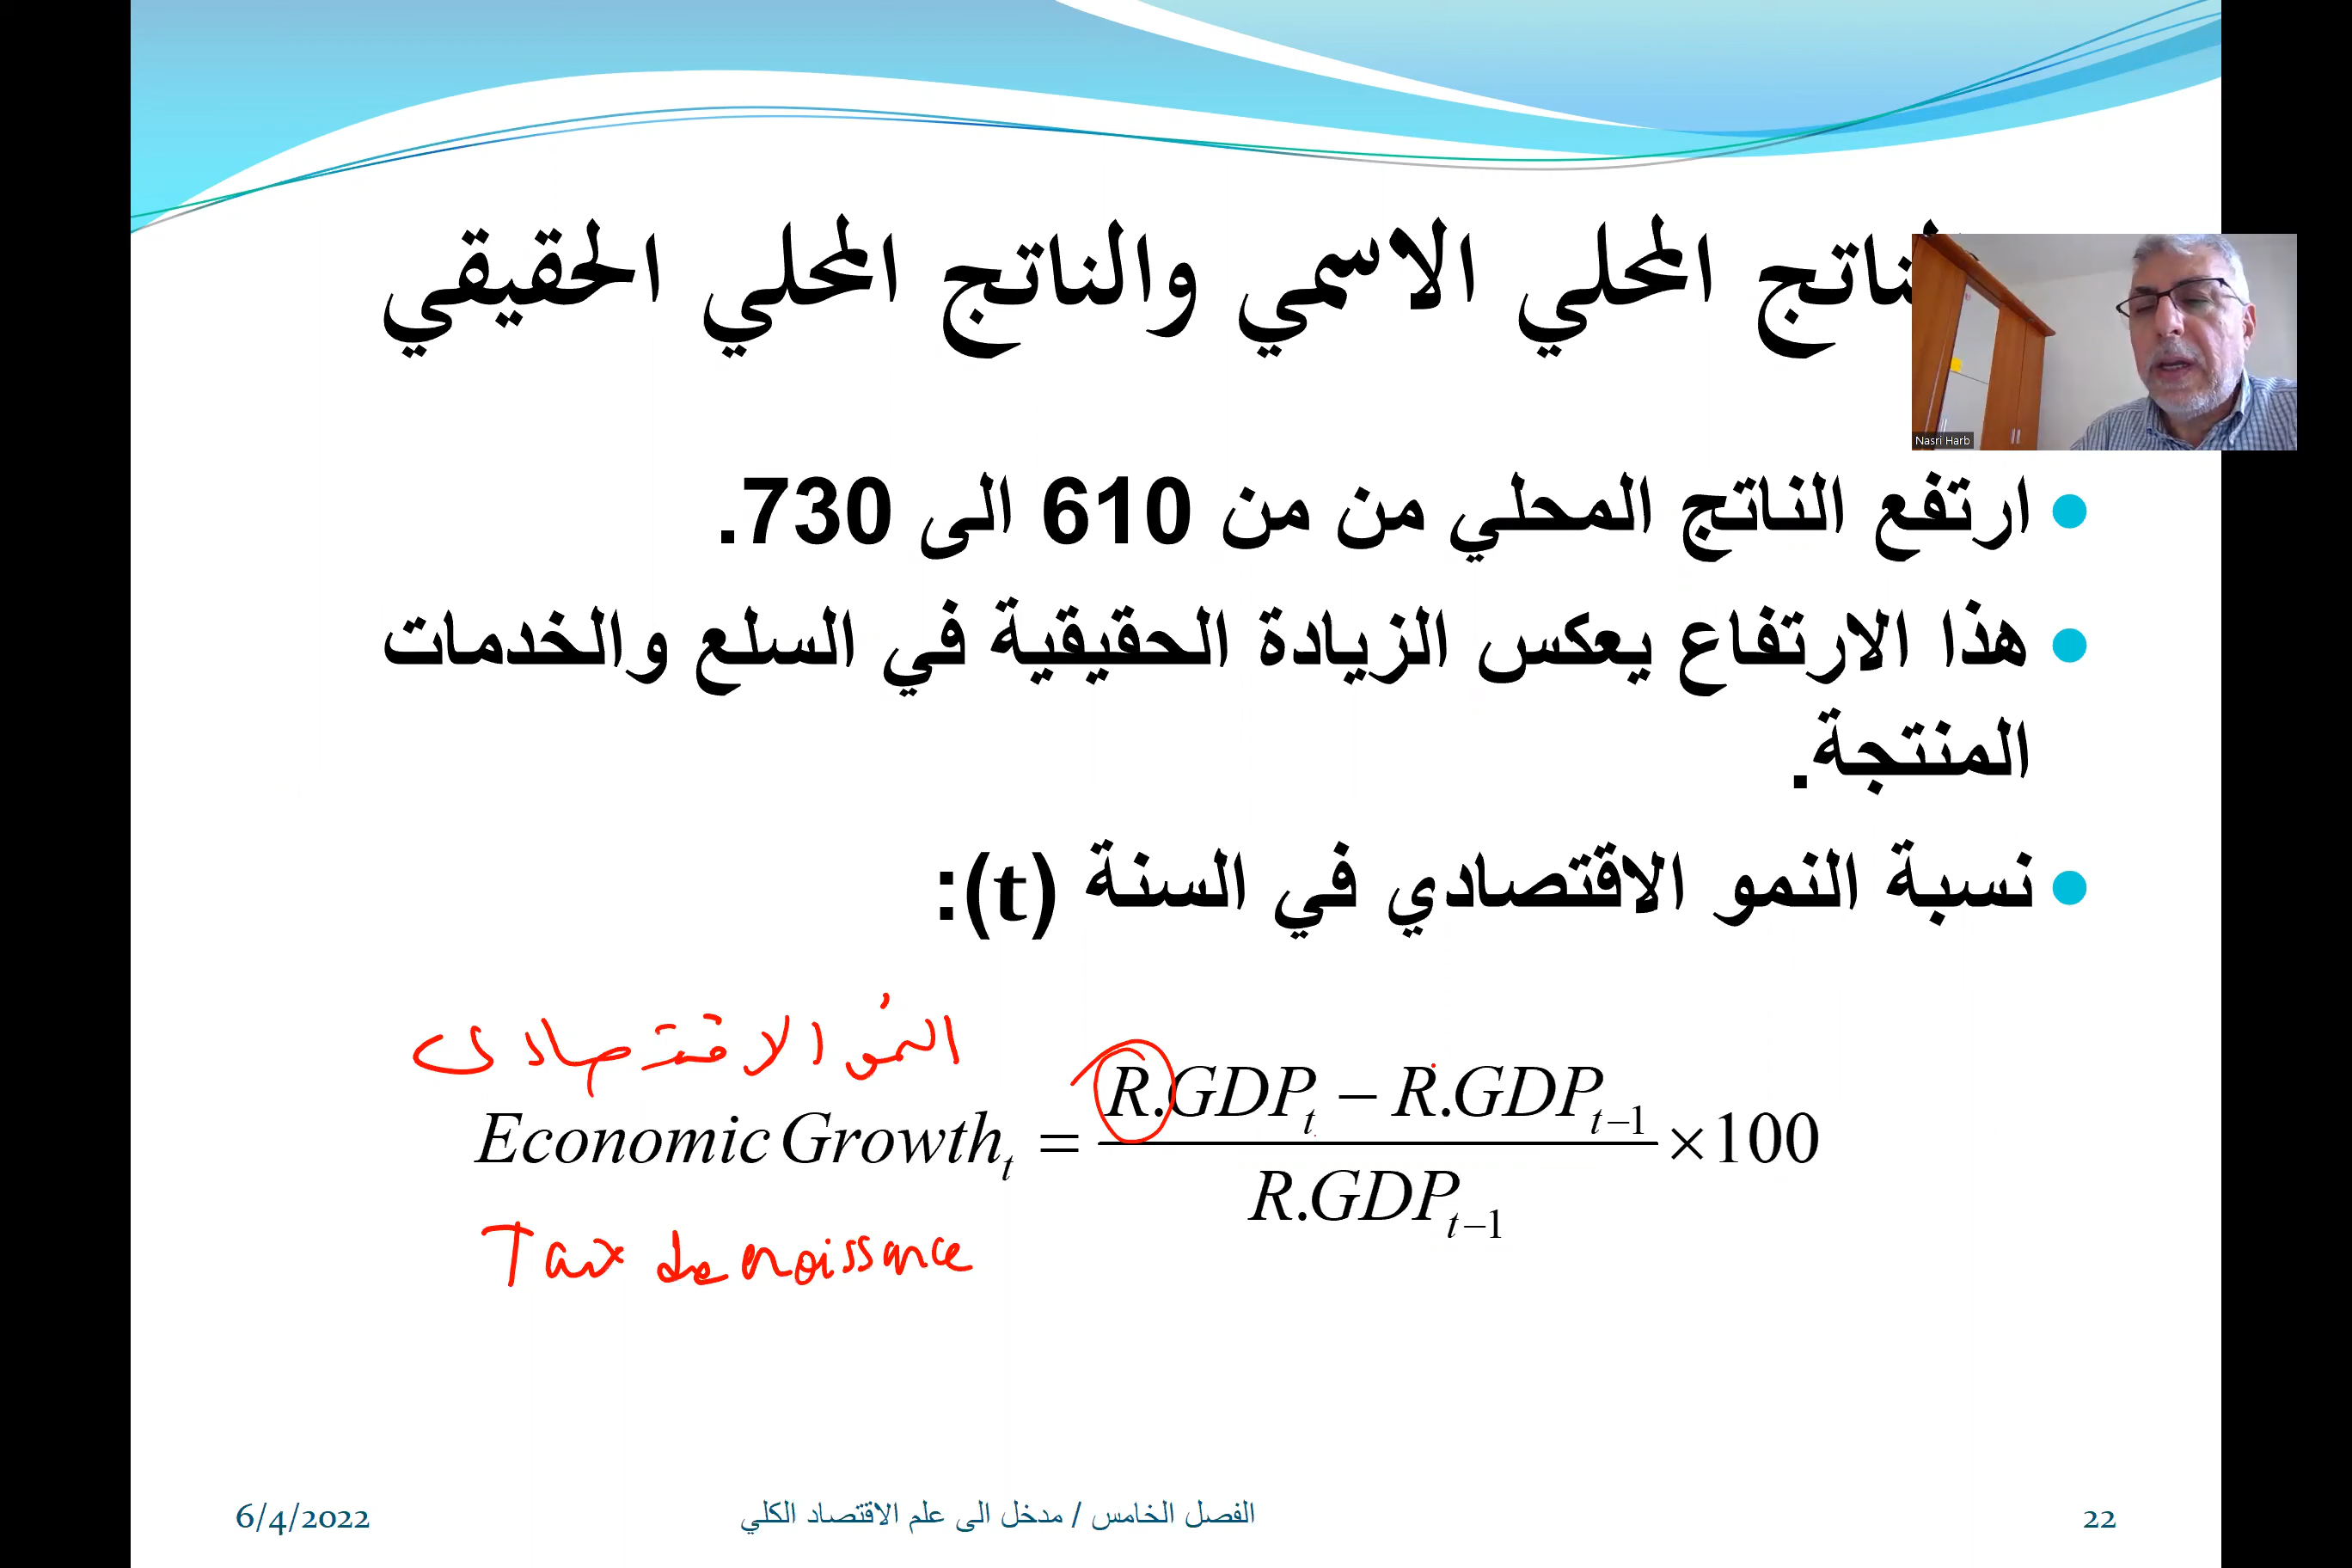 الناتج المحلي الاسمي والناتج المحلي الحقيقي
Nasri Harb
• ارتفع الناتج المحلي من من 610 الى 730.
• هذا الارتفاع يعكس الزيادة الحقيقية في السلع والخدمات
المنتجة.
• نسبة النمو الاقتصادي في السنة (t):
النمو الاقتصادي
Economic Growth_t = (R.GDP_t − R.GDP_{t−1}) / R.GDP_{t−1} ×100
Taux de croissance
6/4/2022
الفصل الخامس / مدخل الى علم الاقتصاد الكلي
22